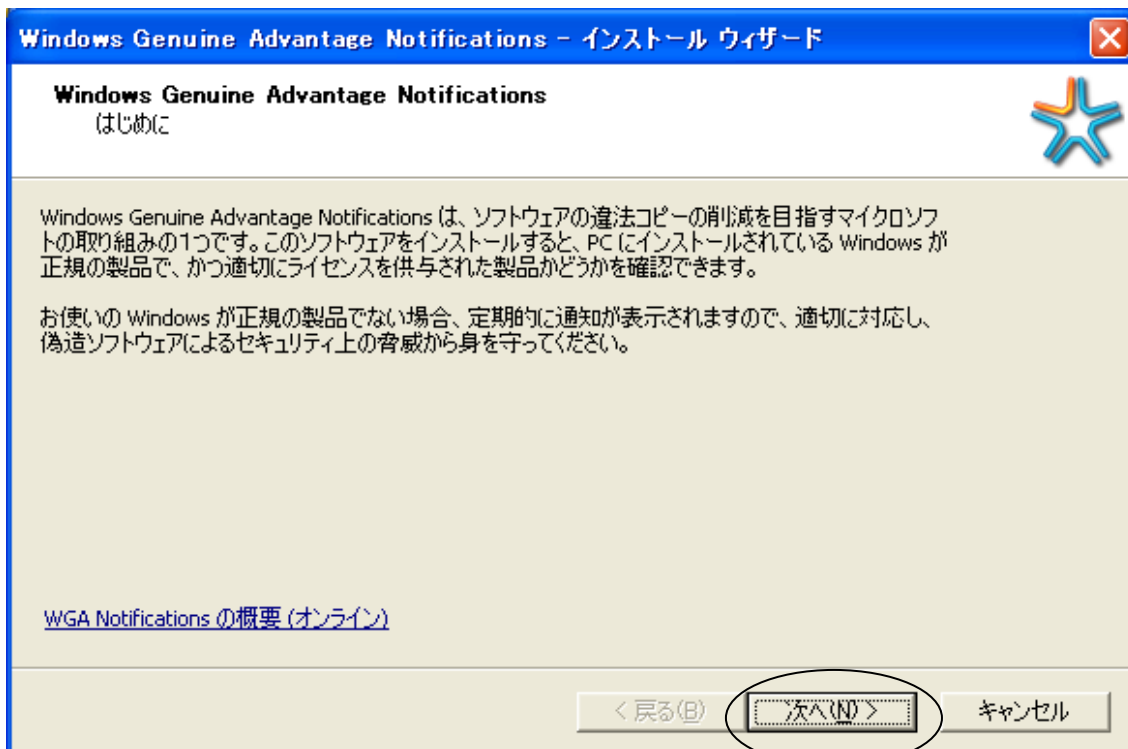 Windows Genuine Advantage Notifications - インストール ウィザード
Windows Genuine Advantage Notifications
はじめに
Windows Genuine Advantage Notifications は、ソフトウェアの違法コピーの削減を目指すマイクロソフ
トの取り組みの1つです。このソフトウェアをインストールすると、PC にインストールされている Windows が
正規の製品で、かつ適切にライセンスを供与された製品かどうかを確認できます。
お使いの Windows が正規の製品でない場合、定期的に通知が表示されますので、適切に対応し、
偽造ソフトウェアによるセキュリティ上の脅威から身を守ってください。
WGA Notifications の概要 (オンライン)
< 戻る(B) 次へ(N) > キャンセル